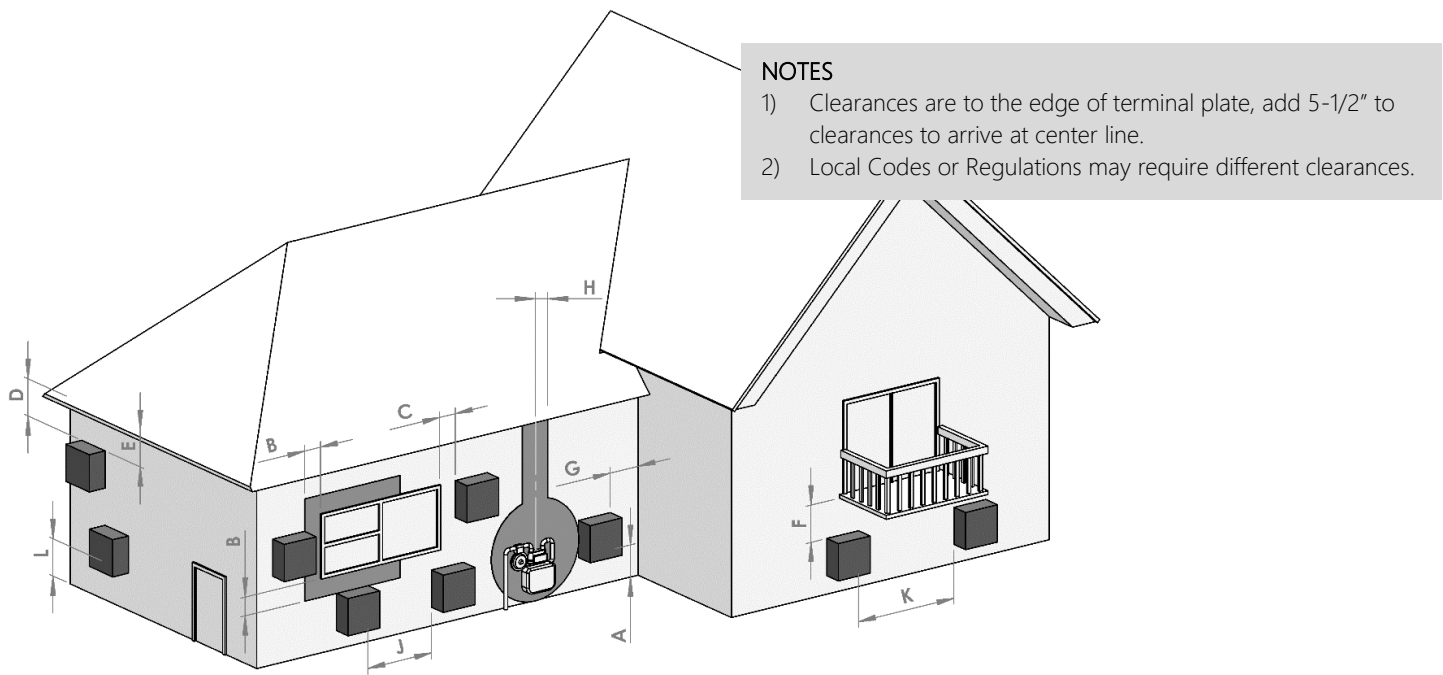 NOTES
1) Clearances are to the edge of terminal plate, add 5-1/2" to
clearances to arrive at center line.
2) Local Codes or Regulations may require different clearances.
H
D
C
E
B
G
F
L
B
K
A
J